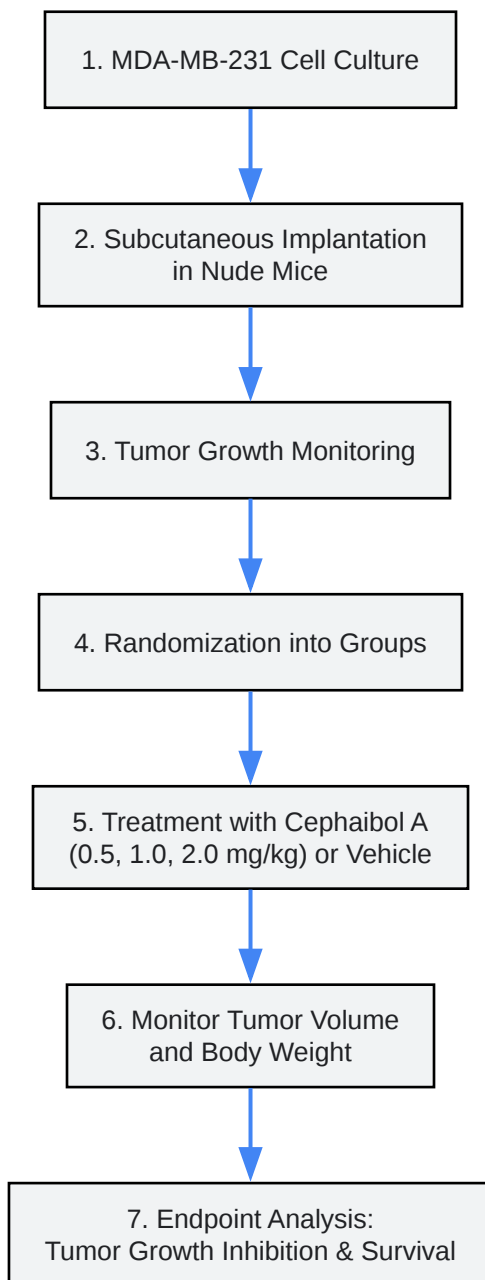 1. MDA-MB-231 Cell Culture
2. Subcutaneous Implantation
in Nude Mice
3. Tumor Growth Monitoring
4. Randomization into Groups
5. Treatment with Cephaibol A
(0.5, 1.0, 2.0 mg/kg) or Vehicle
6. Monitor Tumor Volume
and Body Weight
7. Endpoint Analysis:
Tumor Growth Inhibition & Survival